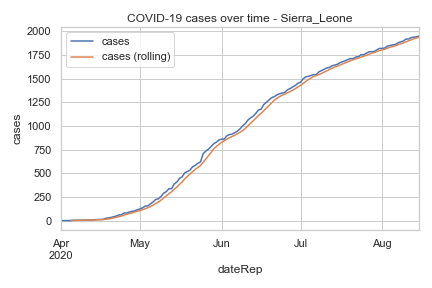 COVID-19 cases over time - Sierra_Leone
cases
cases (rolling)
2000
1750
1500
1250
1000
750
500
250
0
cases
Apr
2020
May
Jun
Jul
Aug
dateRep